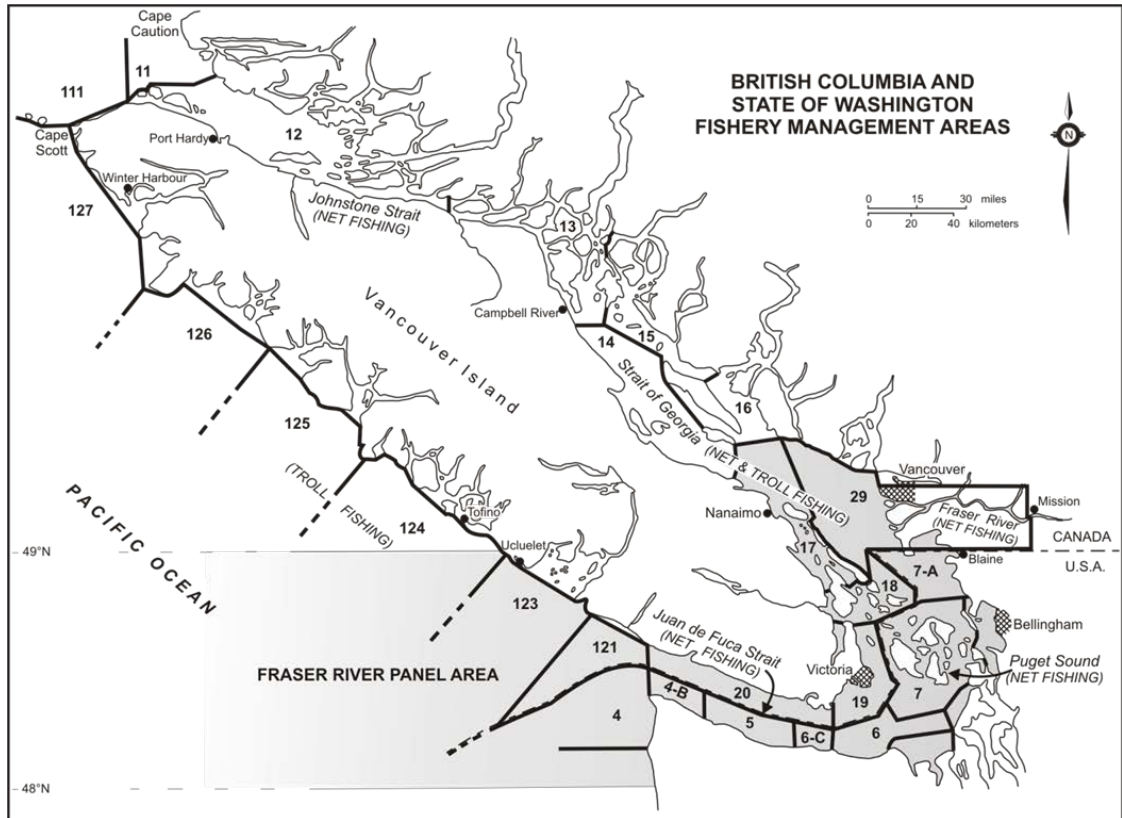 Cape
Caution
BRITISH COLUMBIA AND
STATE OF WASHINGTON
FISHERY MANAGEMENT AREAS
N
11
111
Cape
Scott
Port Hardy
12
Winter Harbour
127
Johnstone Strait
(NET FISHING)
0 15 30 miles
0 20 40 kilometers
13
Campbell River
Vancouver Island
126
14
15
Strait of Georgia
(NET & TROLL FISHING)
16
125
(TROLL
FISHING)
PACIFIC OCEAN
124
Tofino
Ucluelet
29
Vancouver
Mission
Fraser River
(NET FISHING)
Nanaimo
17
CANADA
U.S.A.
49°N
Blaine
7-A
18
123
Juan de Fuca Strait
(NET FISHING)
Bellingham
121
FRASER RIVER PANEL AREA
Victoria
Puget Sound
(NET FISHING)
20
4-B
19
7
4
5
6-C
6
48°N